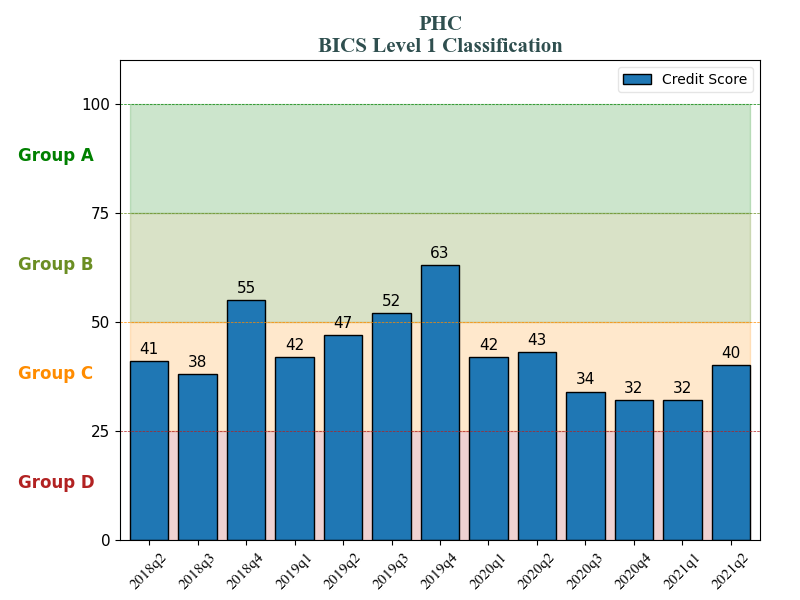 PHC
BICS Level 1 Classification
Credit Score
100
Group A
75
Group B
50
Group C
25
Group D
0
41
38
55
42
47
52
63
42
43
34
32
32
40
2018q2
2018q3
2018q4
2019q1
2019q2
2019q3
2019q4
2020q1
2020q2
2020q3
2020q4
2021q1
2021q2